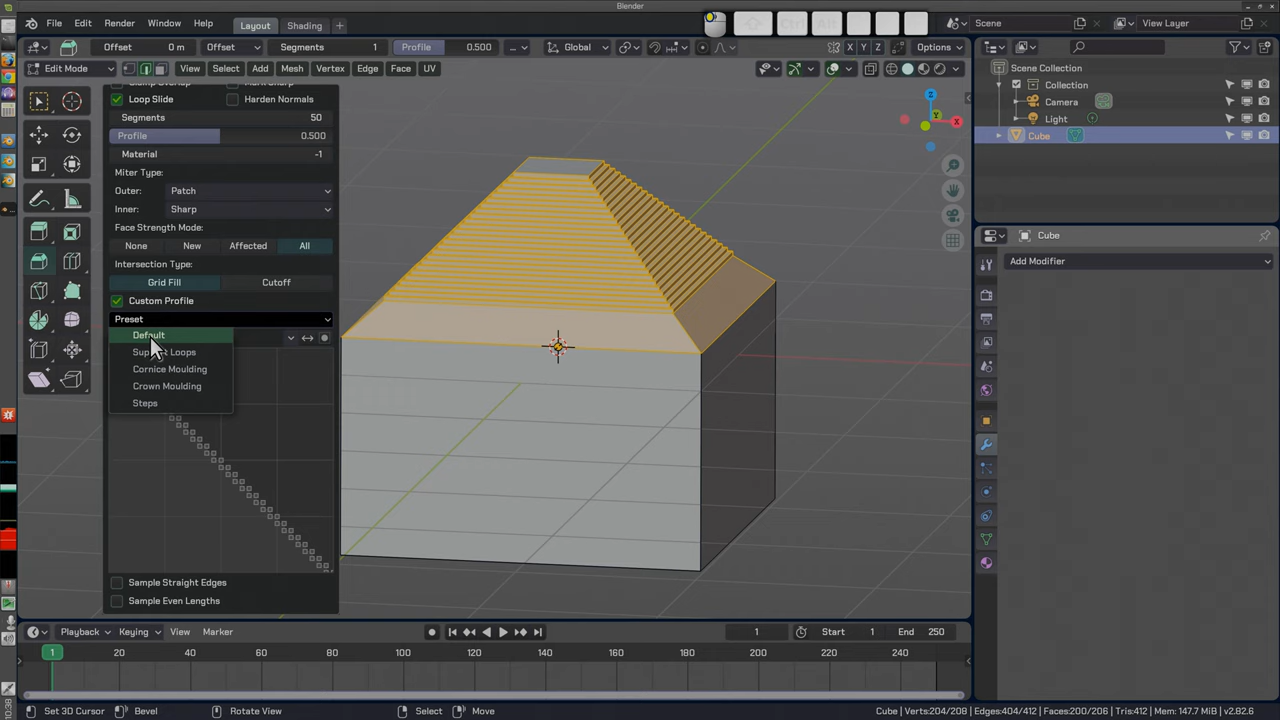 Blender
File Edit Render Window Help Layout Shading + Scene View Layer
Ctrl Alt
Offset 0 m Offset Segments 1 Profile 0.500 Global X Y Z Options
Edit Mode View Select Add Mesh Vertex Edge Face UV
Scene Collection
Collection
Camera
Light
Cube
Loop Slide Harden Normals
Segments 50
Profile 0.500
Material -1
Miter Type:
Outer: Patch
Inner: Sharp
Face Strength Mode:
None New Affected All
Intersection Type:
Grid Fill Cutoff
Custom Profile
Preset
Default
Cornice Moulding
Crown Moulding
Steps
Sample Straight Edges
Sample Even Lengths
Z
Y
X
Cube
Add Modifier
Playback Keying View Marker 1 Start 1 End 250
1 20 40 60 80 100 120 140 160 180 200 220 240
10:38
Set 3D Cursor Bevel Rotate View Select Move Cube | Verts:204/208 | Edges:404/412 | Faces:200/206 | Tris:412 | Mem: 147.7 MiB | v2.82.6